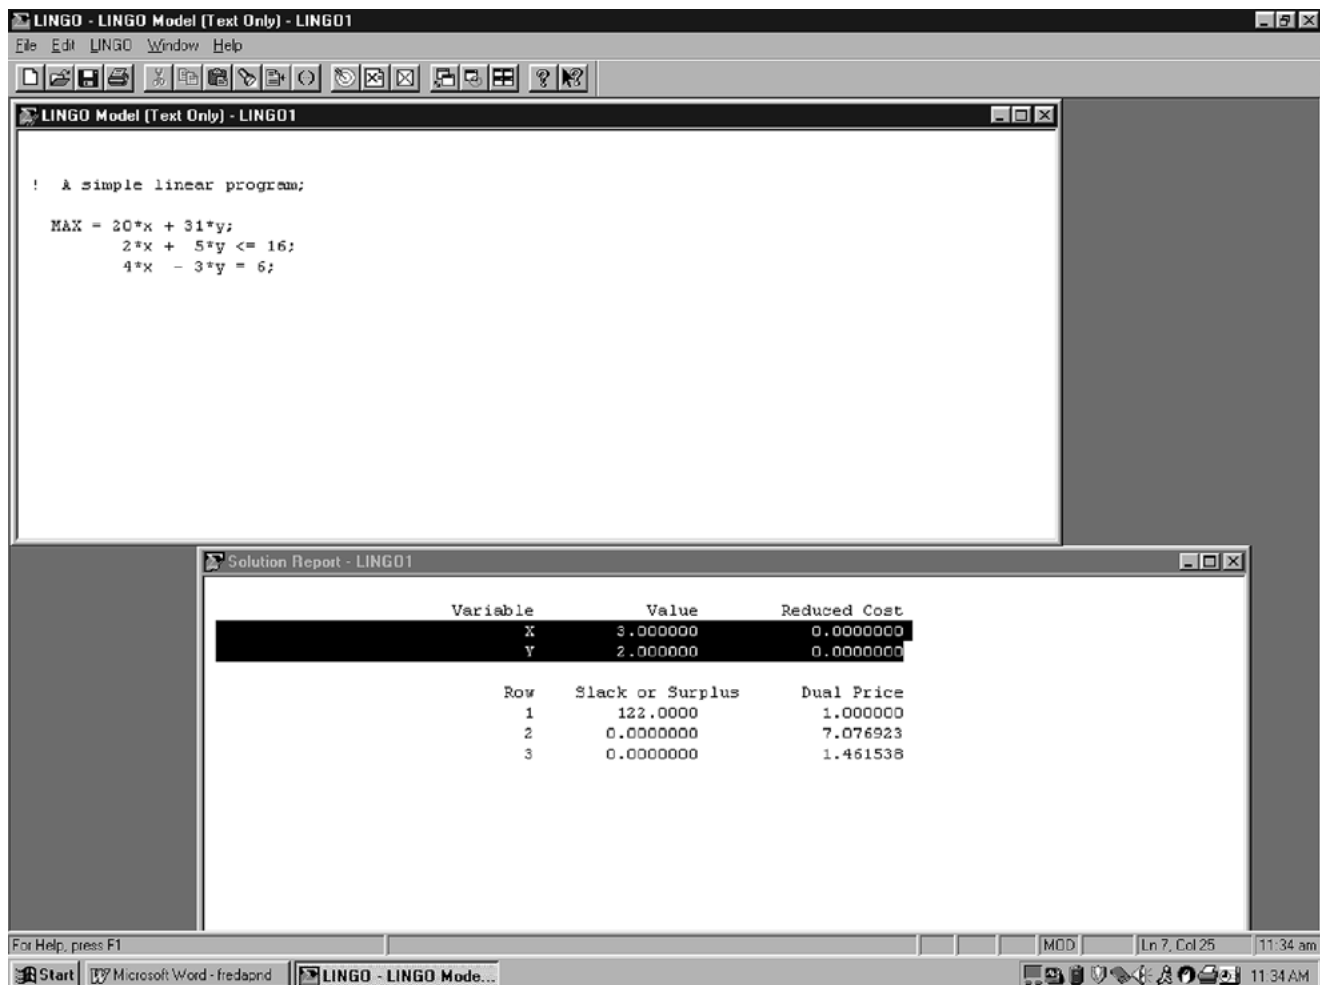 LINGO - LINGO Model (Text Only) - LINGO1
File Edit LINGO Window Help
LINGO Model (Text Only) - LINGO1
! A simple linear program;
MAX = 20*x + 31*y;
2*x + 5*y <= 16;
4*x - 3*y = 6;
Solution Report - LINGO1
Variable Value Reduced Cost
X 3.000000 0.0000000
Y 2.000000 0.0000000
Row Slack or Surplus Dual Price
1 122.0000 1.000000
2 0.0000000 7.076923
3 0.0000000 1.461538
For Help, press F1 MOD Ln 7, Col 25 11:34 am
Start Microsoft Word - fredapnd LINGO - LINGO Mode... 11:34 AM